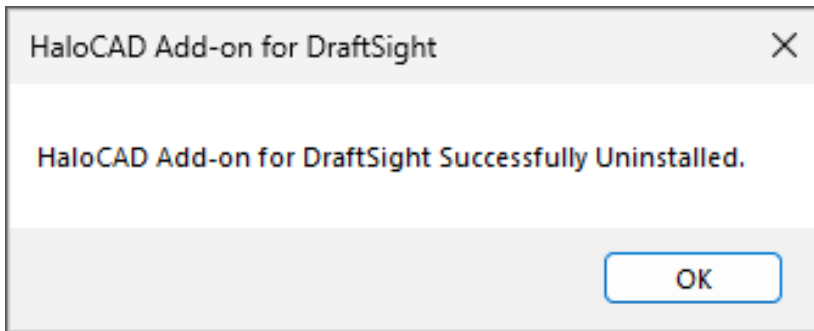 HaloCAD Add-on for DraftSight
HaloCAD Add-on for DraftSight Successfully Uninstalled.
OK